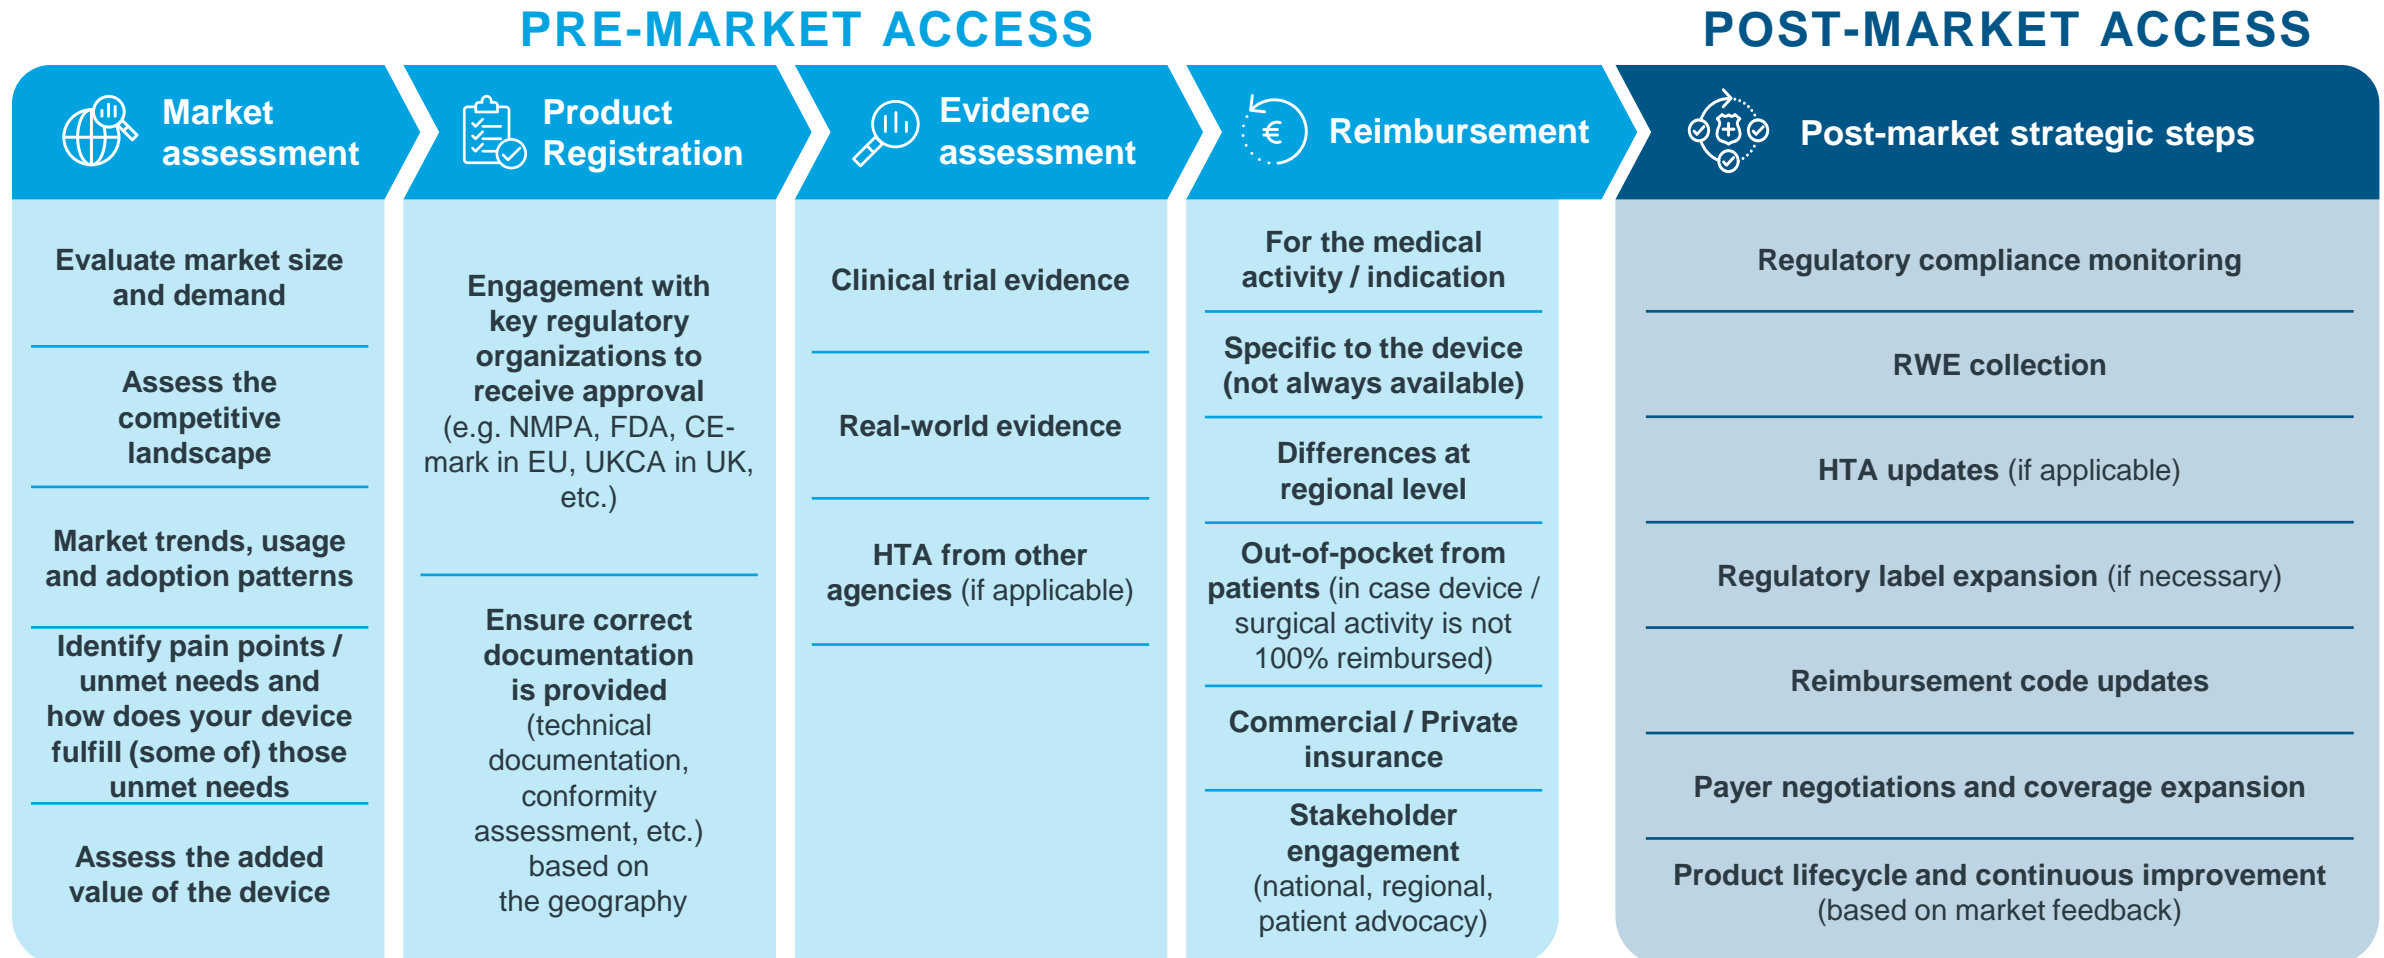 PRE-MARKET ACCESS
POST-MARKET ACCESS
Market
assessment
Product
Registration
Evidence
assessment
Reimbursement
Post-market strategic steps
Evaluate market size
and demand
Assess the
competitive
landscape
Market trends, usage
and adoption patterns
Identify pain points /
unmet needs and
how does your device
fulfill (some of) those
unmet needs
Assess the added
value of the device
Engagement with
key regulatory
organizations to
receive approval
(e.g. NMPA, FDA, CE-
mark in EU, UKCA in UK,
etc.)
Ensure correct
documentation
is provided
(technical
documentation,
conformity
assessment, etc.)
based on
the geography
Clinical trial evidence
Real-world evidence
HTA from other
agencies (if applicable)
For the medical
activity / indication
Specific to the device
(not always available)
Differences at
regional level
Out-of-pocket from
patients (in case device /
surgical activity is not
100% reimbursed)
Commercial / Private
insurance
Stakeholder
engagement
(national, regional,
patient advocacy)
Regulatory compliance monitoring
RWE collection
HTA updates (if applicable)
Regulatory label expansion (if necessary)
Reimbursement code updates
Payer negotiations and coverage expansion
Product lifecycle and continuous improvement
(based on market feedback)